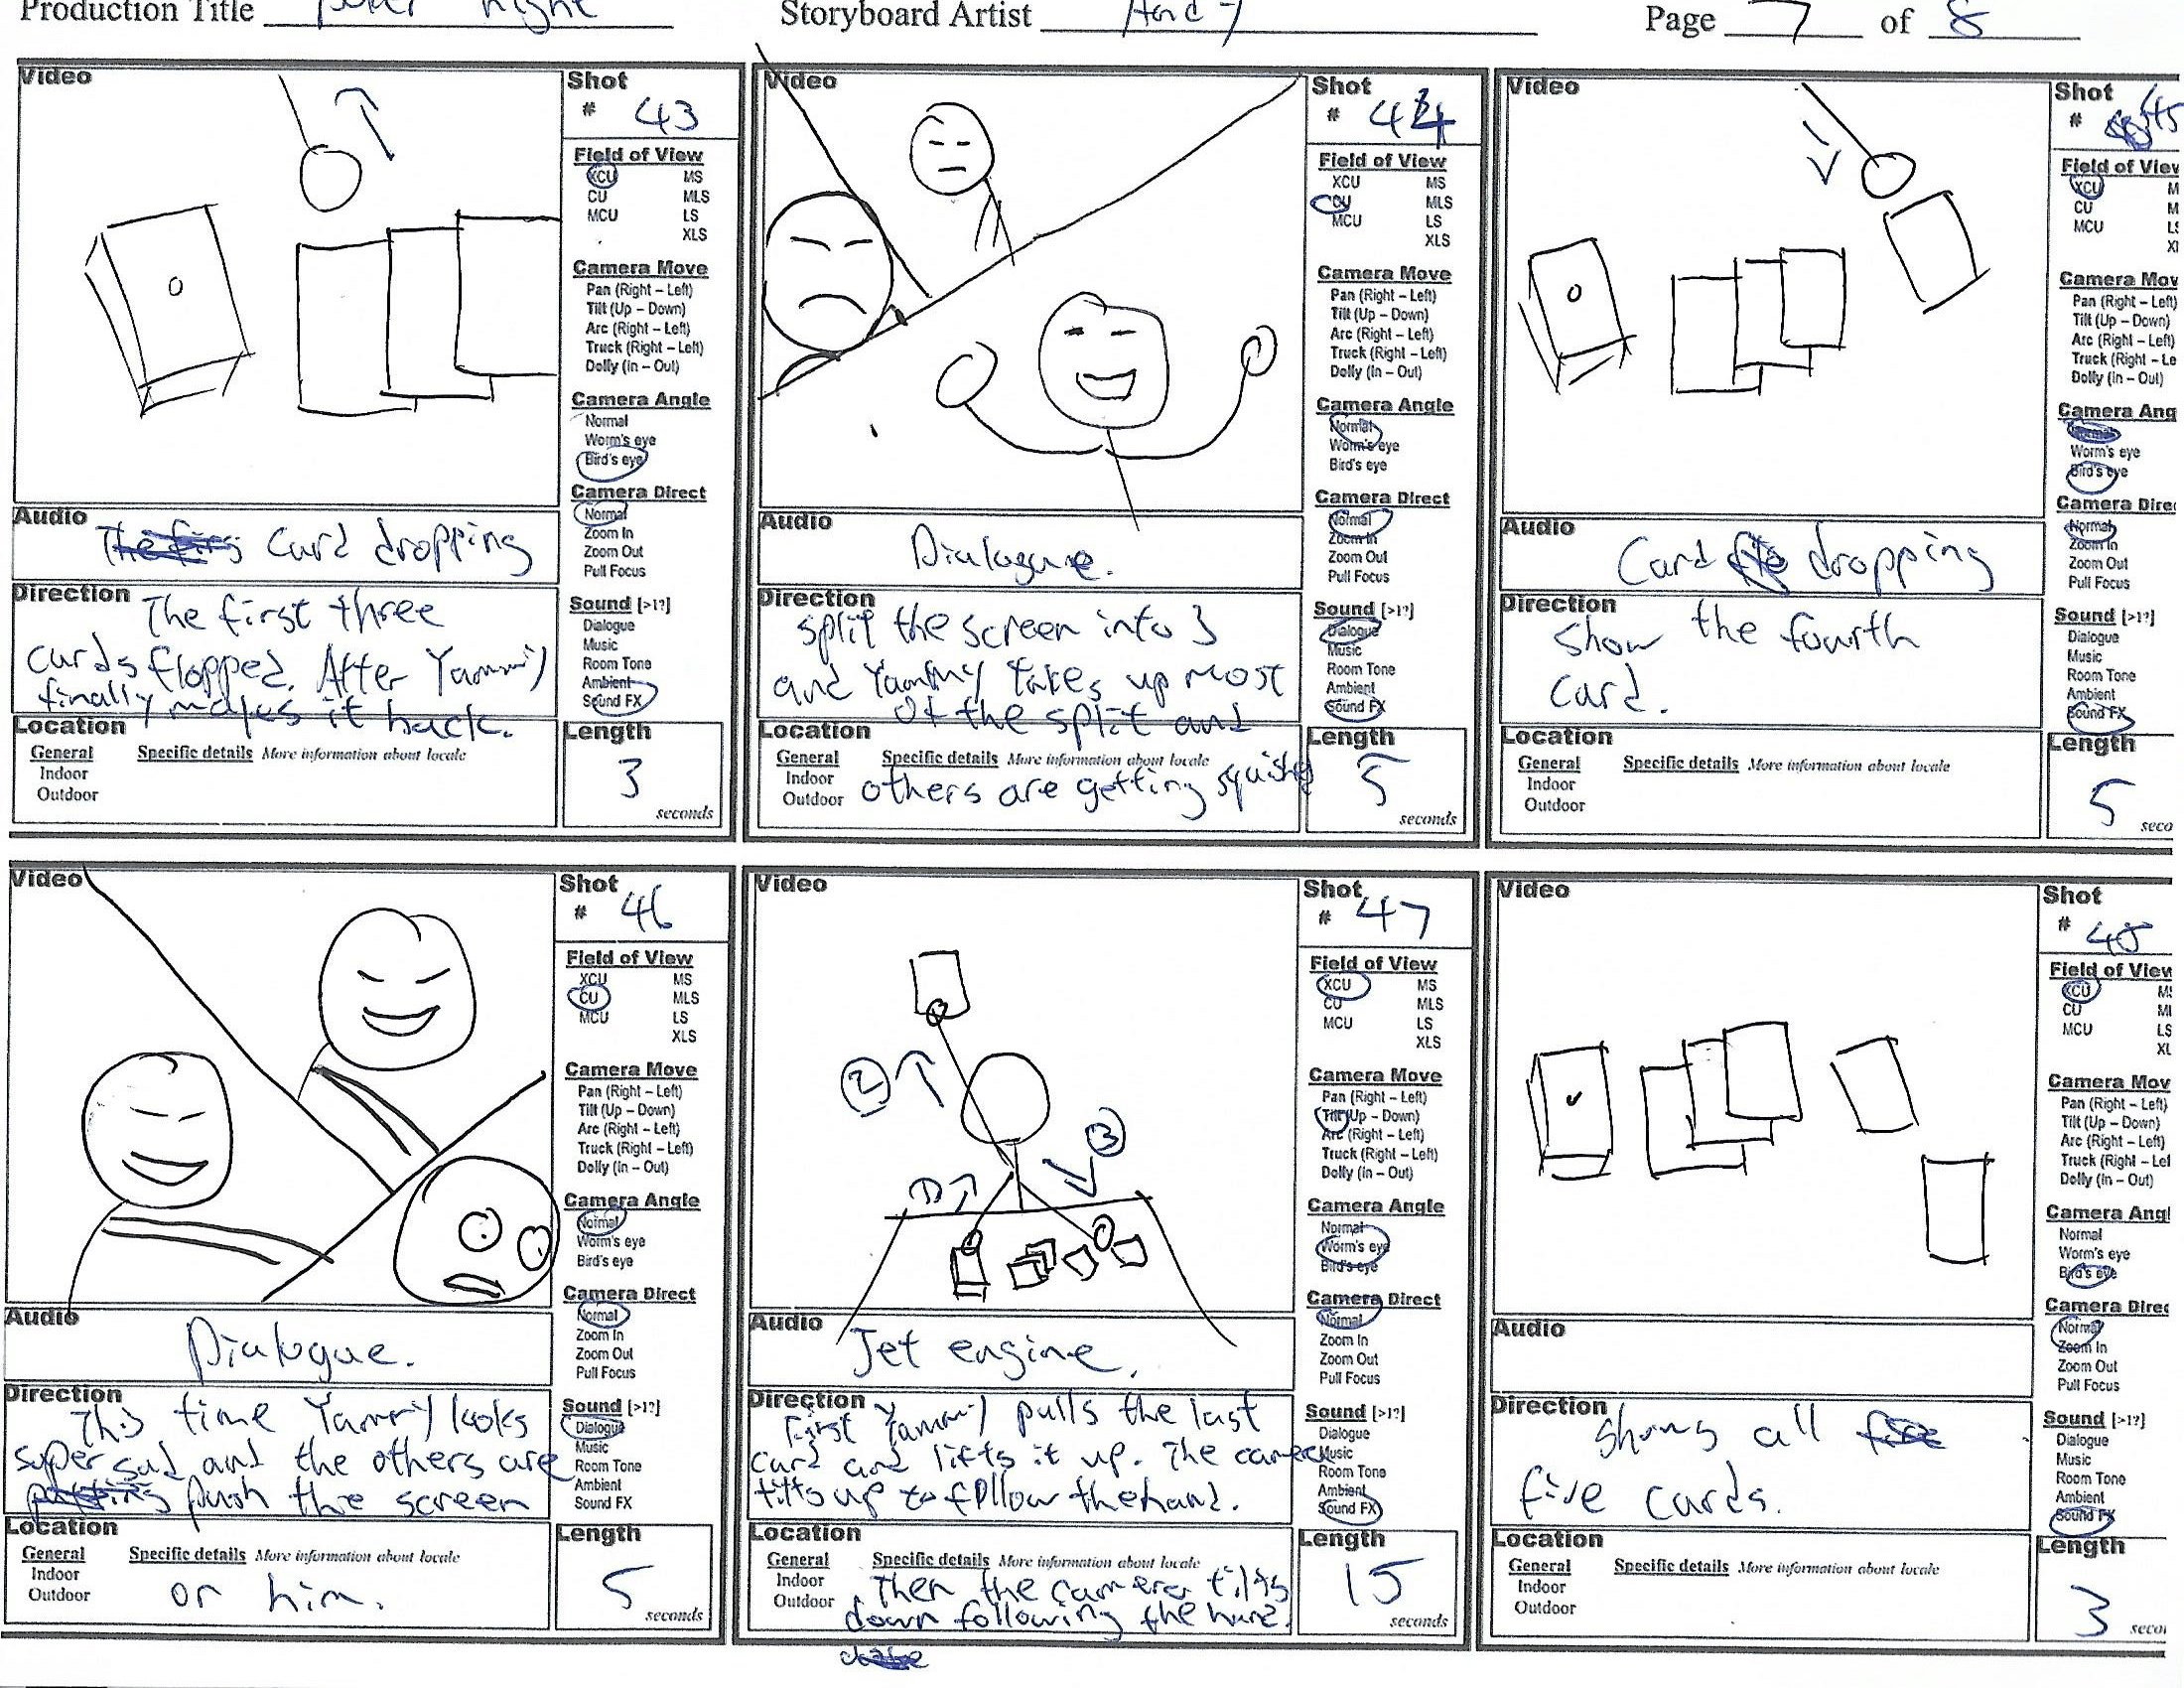 Production Title Poker night Storyboard Artist Page 7 of 8
Video
Shot
# 43
Field of View
XCU MS
CU MLS
MCU LS
XLS
Camera Move
Pan (Right – Left)
Tilt (Up – Down)
Arc (Right – Left)
Truck (Right – Left)
Dolly (In – Out)
Camera Angle
Normal
Worm's eye
Bird's eye
Camera Direct
Normal
Zoom In
Zoom Out
Pull Focus
Sound [>1?]
Dialogue
Music
Room Tone
Ambient
Sound FX
Audio
Card dropping
Direction
The first three
cards flopped. After Yammy
finally makes it back.
Location
General Specific details More information about locale
Indoor
Outdoor
Length
3
seconds
Video
Shot
# 44
Field of View
XCU MS
CU MLS
MCU LS
XLS
Camera Move
Pan (Right – Left)
Tilt (Up – Down)
Arc (Right – Left)
Truck (Right – Left)
Dolly (In – Out)
Camera Angle
Normal
Worm's eye
Bird's eye
Camera Direct
Normal
Zoom In
Zoom Out
Pull Focus
Sound [>1?]
Dialogue
Music
Room Tone
Ambient
Sound FX
Audio
Dialogue.
Direction
split the screen into 3
and Yammy takes up most
of the split and
Location
General Specific details More information about locale
Indoor
Outdoor others are getting squished
Length
5
seconds
Video
Shot
# 45
Field of View
XCU M
CU M
MCU LS
XL
Camera Mov
Pan (Right – Left)
Tilt (Up – Down)
Arc (Right – Left)
Truck (Right – Le
Dolly (In – Out)
Camera Ang
Normal
Worm's eye
Bird's eye
Camera Direc
Normal
Zoom In
Zoom Out
Pull Focus
Sound [>1?]
Dialogue
Music
Room Tone
Ambient
Sound FX
Audio
Card dropping
Direction
show the fourth
card.
Location
General Specific details More information about locale
Indoor
Outdoor
Length
5
seco
Video
Shot
# 46
Field of View
XCU MS
CU MLS
MCU LS
XLS
Camera Move
Pan (Right – Left)
Tilt (Up – Down)
Arc (Right – Left)
Truck (Right – Left)
Dolly (In – Out)
Camera Angle
Normal
Worm's eye
Bird's eye
Camera Direct
Normal
Zoom In
Zoom Out
Pull Focus
Sound [>1?]
Dialogue
Music
Room Tone
Ambient
Sound FX
Audio
Dialogue.
Direction
This time Yammy looks
super sad and the others are
push the screen
Location
General Specific details More information about locale
Indoor
Outdoor or him.
Length
5
seconds
Video
2
3
1
Shot
# 47
Field of View
XCU MS
CU MLS
MCU LS
XLS
Camera Move
Pan (Right – Left)
Tilt (Up – Down)
Arc (Right – Left)
Truck (Right – Left)
Dolly (In – Out)
Camera Angle
Normal
Worm's eye
Bird's eye
Camera Direct
Normal
Zoom In
Zoom Out
Pull Focus
Sound [>1?]
Dialogue
Music
Room Tone
Ambient
Sound FX
Audio
Jet engine.
Direction
First Yammy pulls the last
card and lifts it up. The camera
tilts up to follow the hand.
Location
General Specific details More information about locale
Indoor Then the camera tilts
Outdoor down following the hand.
Length
15
seconds
Video
Shot
# 48
Field of View
XCU MS
CU ML
MCU LS
XL
Camera Mov
Pan (Right – Left)
Tilt (Up – Down)
Arc (Right – Left)
Truck (Right – Lef
Dolly (In – Out)
Camera Angl
Normal
Worm's eye
Bird's eye
Camera Direc
Normal
Zoom In
Zoom Out
Pull Focus
Sound [>1?]
Dialogue
Music
Room Tone
Ambient
Sound FX
Audio
Direction
shows all
five cards.
Location
General Specific details More information about locale
Indoor
Outdoor
Length
3
secon